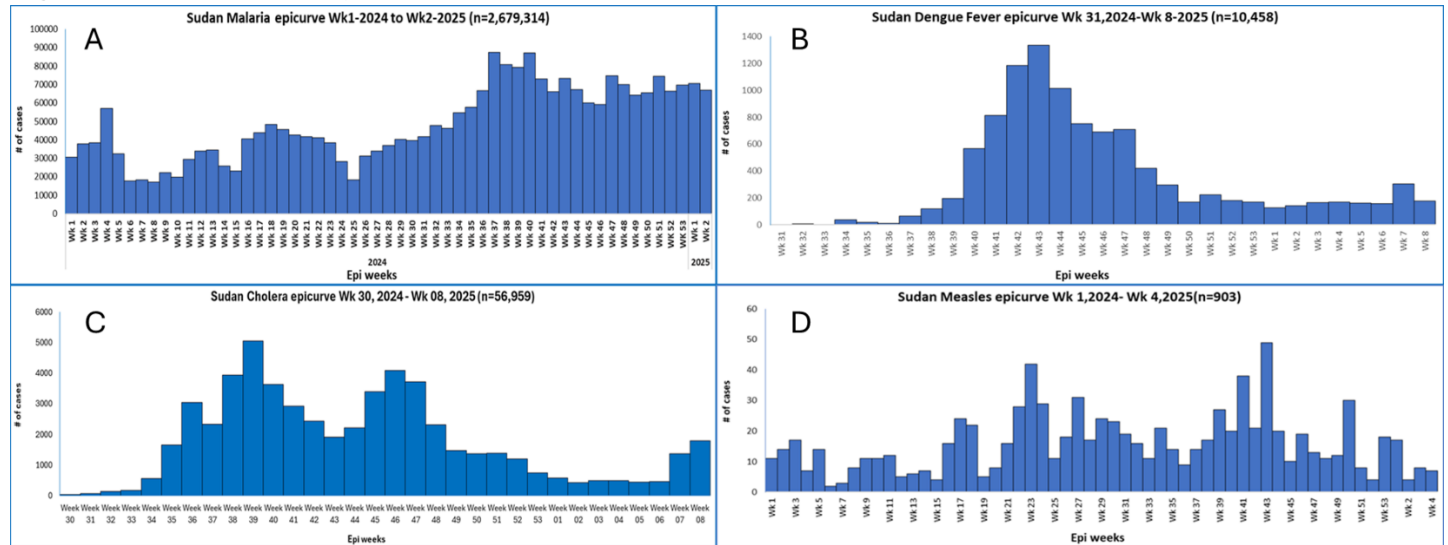 Sudan Malaria epicurve Wk1-2024 to Wk2-2025 (n=2,679,314)
A
# of cases
100000
90000
80000
70000
60000
50000
40000
30000
20000
10000
0
Wk 1 Wk 2 Wk 3 Wk 4 Wk 5 Wk 6 Wk 7 Wk 8 Wk 9 Wk 10 Wk 11 Wk 12 Wk 13 Wk 14 Wk 15 Wk 16 Wk 17 Wk 18 Wk 19 Wk 20 Wk 21 Wk 22 Wk 23 Wk 24 Wk 25 Wk 26 Wk 27 Wk 28 Wk 29 Wk 30 Wk 31 Wk 32 Wk 33 Wk 34 Wk 35 Wk 36 Wk 37 Wk 38 Wk 39 Wk 40 Wk 41 Wk 42 Wk 43 Wk 44 Wk 45 Wk 46 Wk 47 Wk 48 Wk 49 Wk 50 Wk 51 Wk 52 Wk 53 Wk 1 Wk 2
2024 2025
Epi weeks
Sudan Dengue Fever epicurve Wk 31,2024-Wk 8-2025 (n=10,458)
B
# of cases
1400
1200
1000
800
600
400
200
0
Wk 31 Wk 32 Wk 33 Wk 34 Wk 35 Wk 36 Wk 37 Wk 38 Wk 39 Wk 40 Wk 41 Wk 42 Wk 43 Wk 44 Wk 45 Wk 46 Wk 47 Wk 48 Wk 49 Wk 50 Wk 51 Wk 52 Wk 53 Wk1 Wk 2 Wk 3 Wk 4 Wk 5 Wk 6 Wk 7 Wk 8
Epi weeks
Sudan Cholera epicurve Wk 30, 2024 - Wk 08, 2025 (n=56,959)
C
# of cases
6000
5000
4000
3000
2000
1000
0
Week Week Week Week Week Week Week Week Week Week Week Week Week Week Week Week Week Week Week Week Week Week Week Week Week Week Week Week Week Week Week Week
30 31 32 33 34 35 36 37 38 39 40 41 42 43 44 45 46 47 48 49 50 51 52 53 01 02 03 04 05 06 07 08
Epi weeks
Sudan Measles epicurve Wk 1,2024- Wk 4,2025(n=903)
D
# of cases
60
50
40
30
20
10
0
Wk 1 Wk 3 Wk 5 Wk 7 Wk 9 Wk 11 Wk 13 Wk 15 Wk 17 Wk 19 Wk 21 Wk 23 Wk 25 Wk 27 Wk 29 Wk 31 Wk 33 Wk 35 Wk 37 Wk 39 Wk 41 Wk 43 Wk 45 Wk 47 Wk 49 Wk 51 Wk 53 Wk 2 Wk 4
Epi weeks